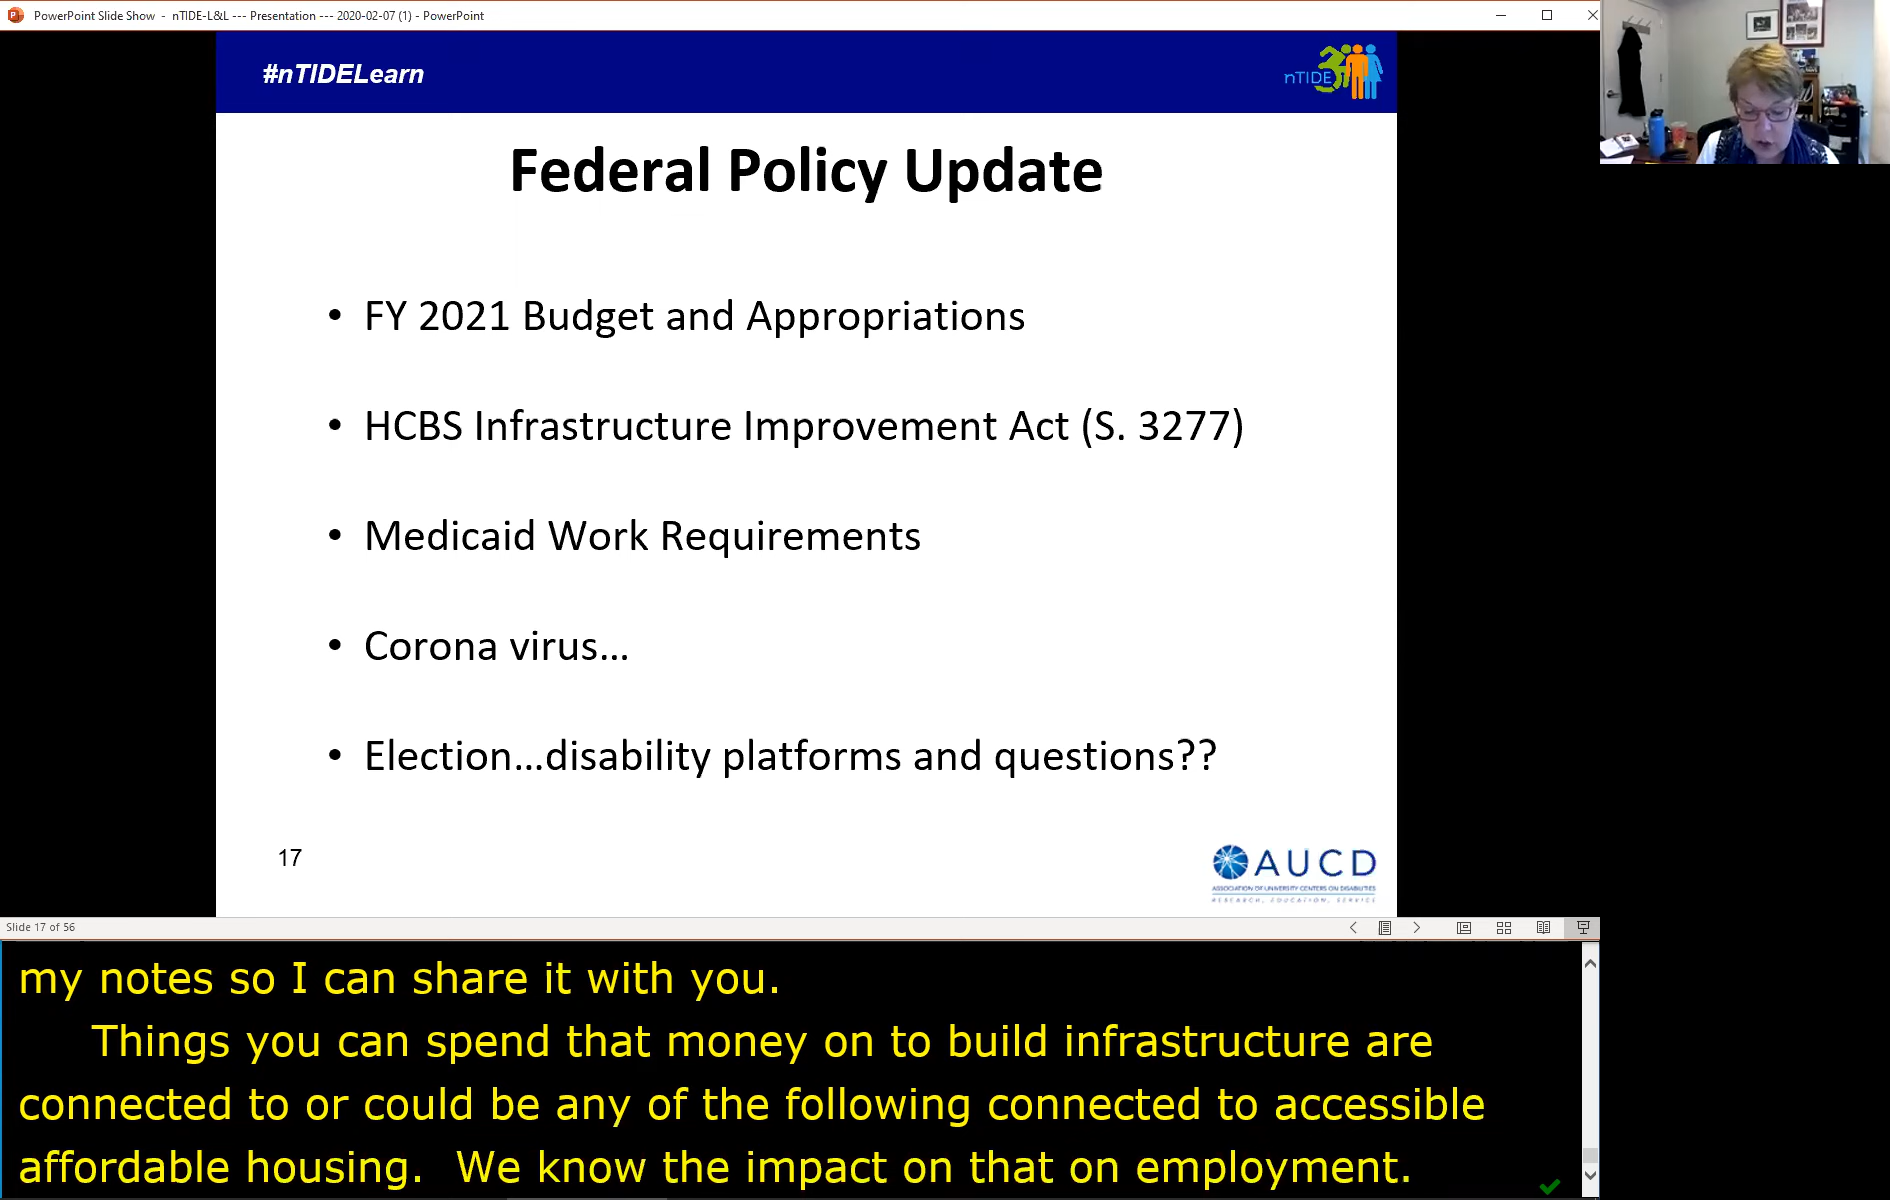 PowerPoint Slide Show - nTIDE-L&L --- Presentation --- 2020-02-07 (1) - PowerPoint
#nTIDELearn
nTIDE
Federal Policy Update
• FY 2021 Budget and Appropriations
• HCBS Infrastructure Improvement Act (S. 3277)
• Medicaid Work Requirements
• Corona virus...
• Election...disability platforms and questions??
17
AUCD
ASSOCIATION OF UNIVERSITY CENTERS ON DISABILITIES
RESEARCH, EDUCATION, SERVICE
Slide 17 of 56
my notes so I can share it with you.
Things you can spend that money on to build infrastructure are
connected to or could be any of the following connected to accessible
affordable housing. We know the impact on that on employment.